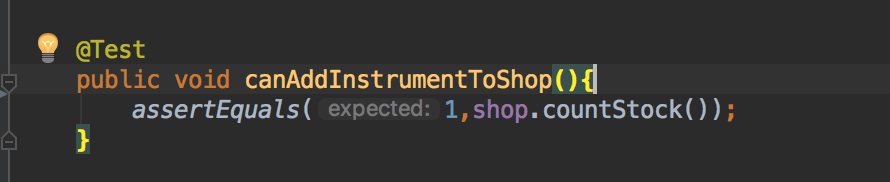 @Test
public void canAddInstrumentToShop(){
assertEquals( expected: 1,shop.countStock());
}